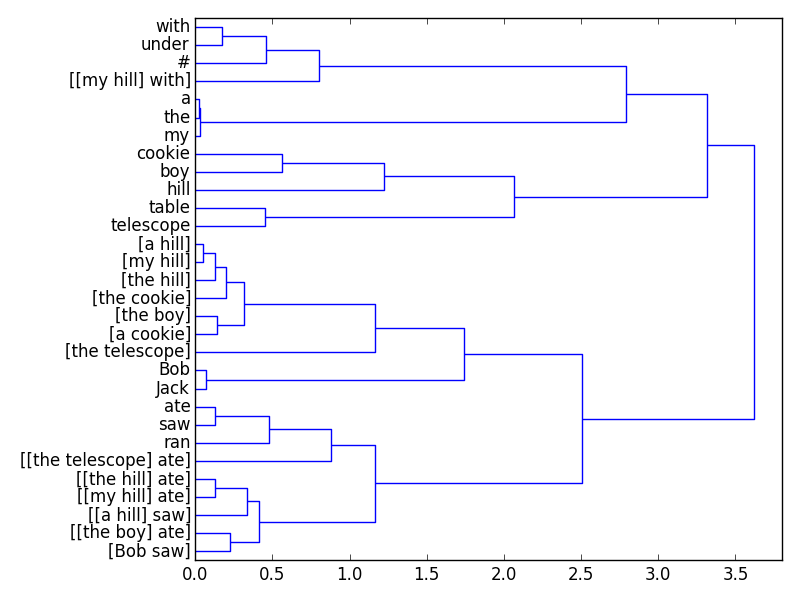 with
under
#
[[my hill] with]
a
the
my
cookie
boy
hill
table
telescope
[a hill]
[my hill]
[the hill]
[the cookie]
[the boy]
[a cookie]
[the telescope]
Bob
Jack
ate
saw
ran
[[the telescope] ate]
[[the hill] ate]
[[my hill] ate]
[[a hill] saw]
[[the boy] ate]
[Bob saw]
0.0 0.5 1.0 1.5 2.0 2.5 3.0 3.5